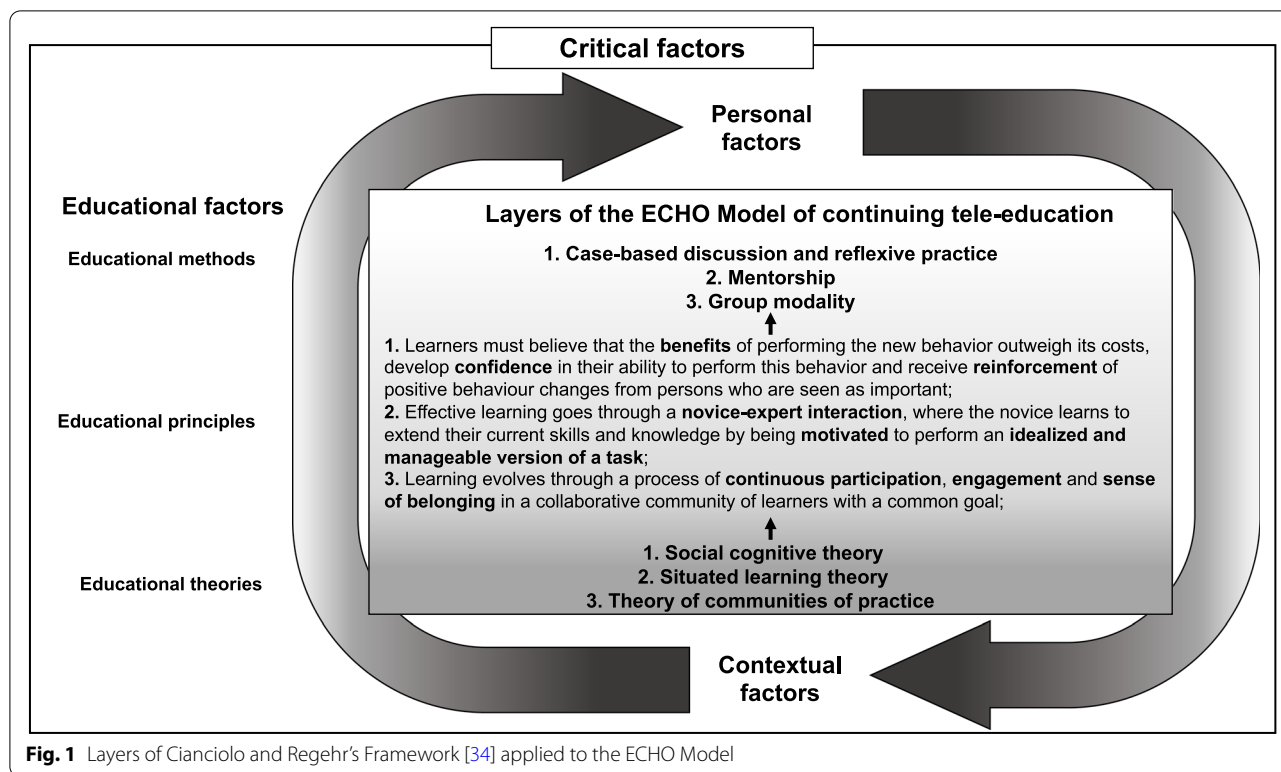 Critical factors
Personal
factors
Educational factors
Educational methods
Educational principles
Educational theories
Layers of the ECHO Model of continuing tele-education
1. Case-based discussion and reflexive practice
2. Mentorship
3. Group modality
1. Learners must believe that the benefits of performing the new behavior outweigh its costs,
develop confidence in their ability to perform this behavior and receive reinforcement of
positive behaviour changes from persons who are seen as important;
2. Effective learning goes through a novice-expert interaction, where the novice learns to
extend their current skills and knowledge by being motivated to perform an idealized and
manageable version of a task;
3. Learning evolves through a process of continuous participation, engagement and sense
of belonging in a collaborative community of learners with a common goal;
1. Social cognitive theory
2. Situated learning theory
3. Theory of communities of practice
Contextual
factors
Fig. 1 Layers of Cianciolo and Regehr's Framework [34] applied to the ECHO Model